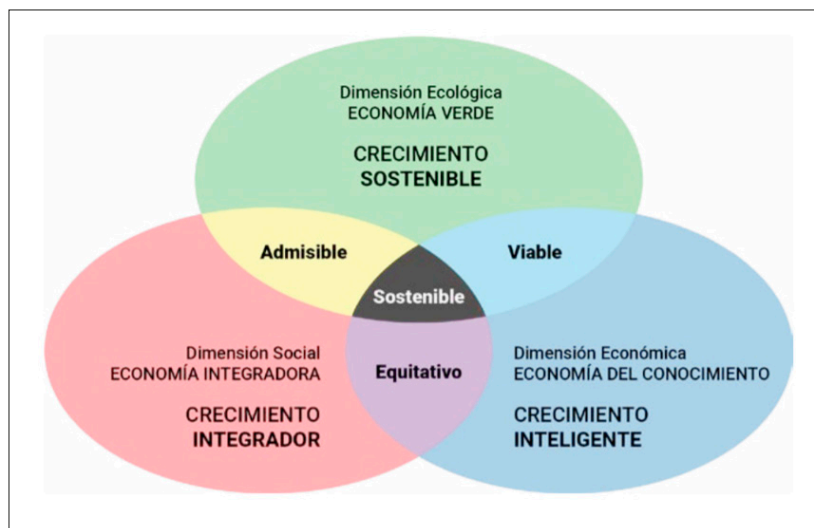 Dimensión Ecológica
ECONOMÍA VERDE
CRECIMIENTO
SOSTENIBLE
Admisible
Viable
Sostenible
Dimensión Social
ECONOMÍA INTEGRADORA
CRECIMIENTO
INTEGRADOR
Equitativo
Dimensión Económica
ECONOMÍA DEL CONOCIMIENTO
CRECIMIENTO
INTELIGENTE